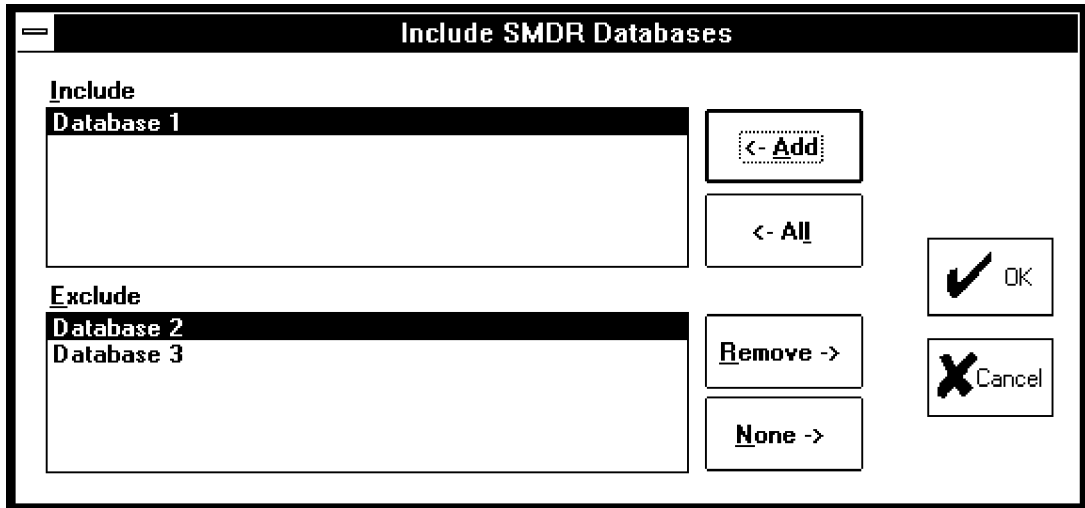 Include SMDR Databases
Include
Database 1
<- Add
<- All
Exclude
Database 2
Database 3
Remove ->
None ->
OK
Cancel